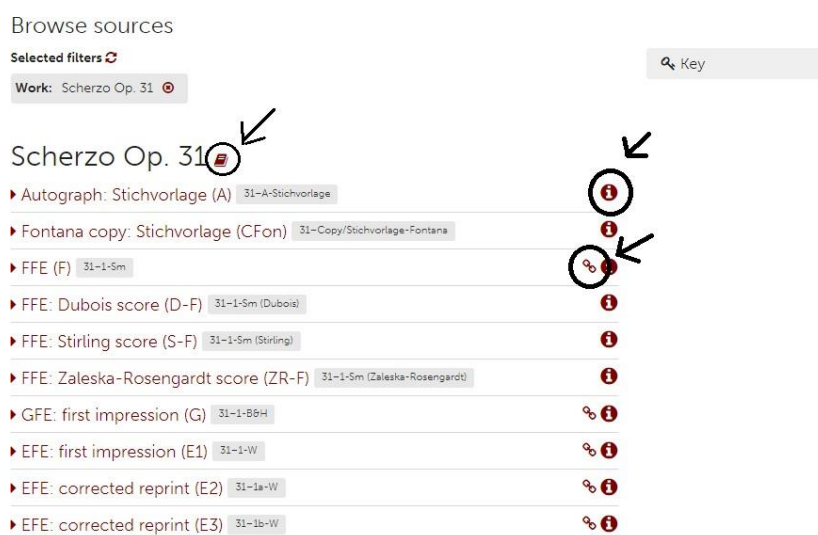 Browse sources
Selected filters
Key
Work: Scherzo Op. 31
Scherzo Op. 31
Autograph: Stichvorlage (A) 31–A-Stichvorlage
Fontana copy: Stichvorlage (CFon) 31–Copy/Stichvorlage-Fontana
FFE (F) 31–1-Sm
FFE: Dubois score (D-F) 31–1-Sm (Dubois)
FFE: Stirling score (S-F) 31–1-Sm (Stirling)
FFE: Zaleska-Rosengardt score (ZR-F) 31–1-Sm (Zaleska-Rosengardt)
GFE: first impression (G) 31–1-B&H
EFE: first impression (E1) 31–1-W
EFE: corrected reprint (E2) 31–1a-W
EFE: corrected reprint (E3) 31–1b-W